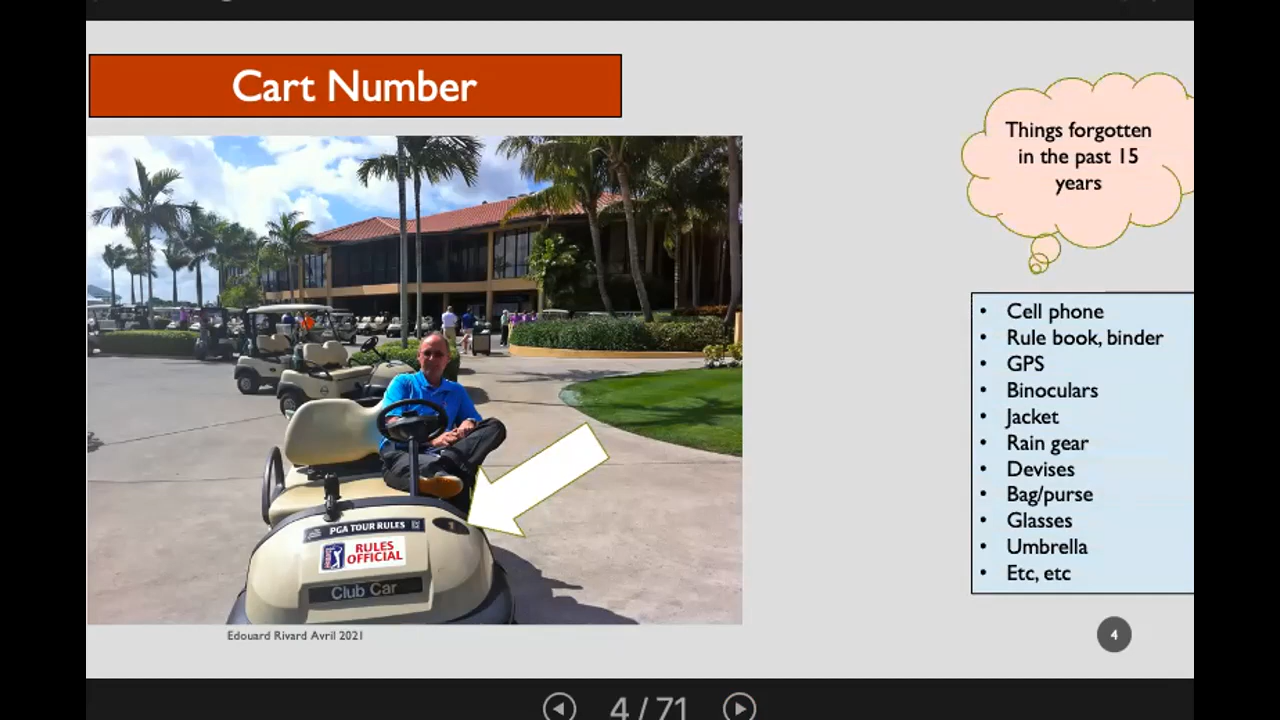 Cart Number
Things forgotten
in the past 15
years
• Cell phone
• Rule book, binder
• GPS
• Binoculars
• Jacket
• Rain gear
• Devises
• Bag/purse
• Glasses
• Umbrella
• Etc, etc
PGA TOUR RULES
1
RULES
OFFICIAL
Club Car
Edouard Rivard Avril 2021
4
4 / 71